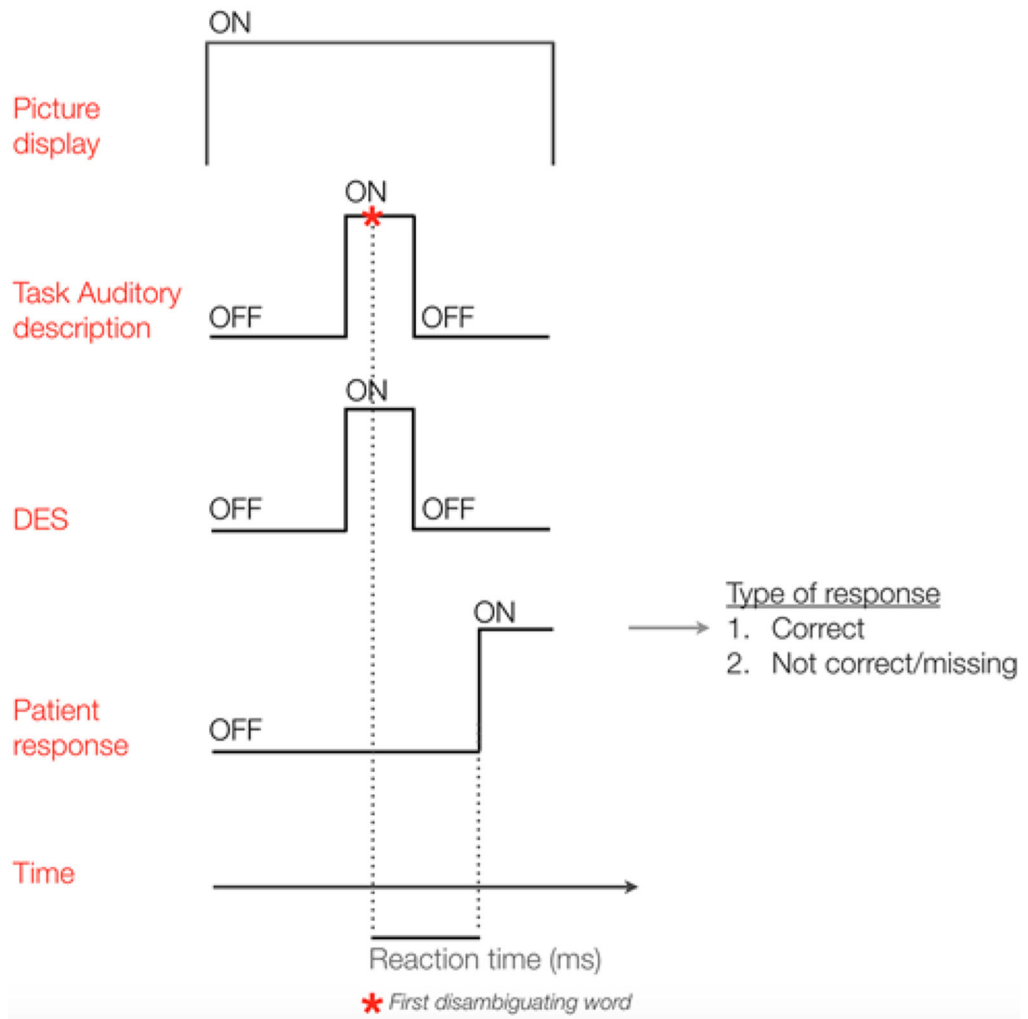 ON
Picture
display
ON
*
Task Auditory
description
OFF
OFF
ON
DES
OFF
OFF
Type of response
1. Correct
2. Not correct/missing
ON
Patient
response
OFF
Time
Reaction time (ms)
* First disambiguating word